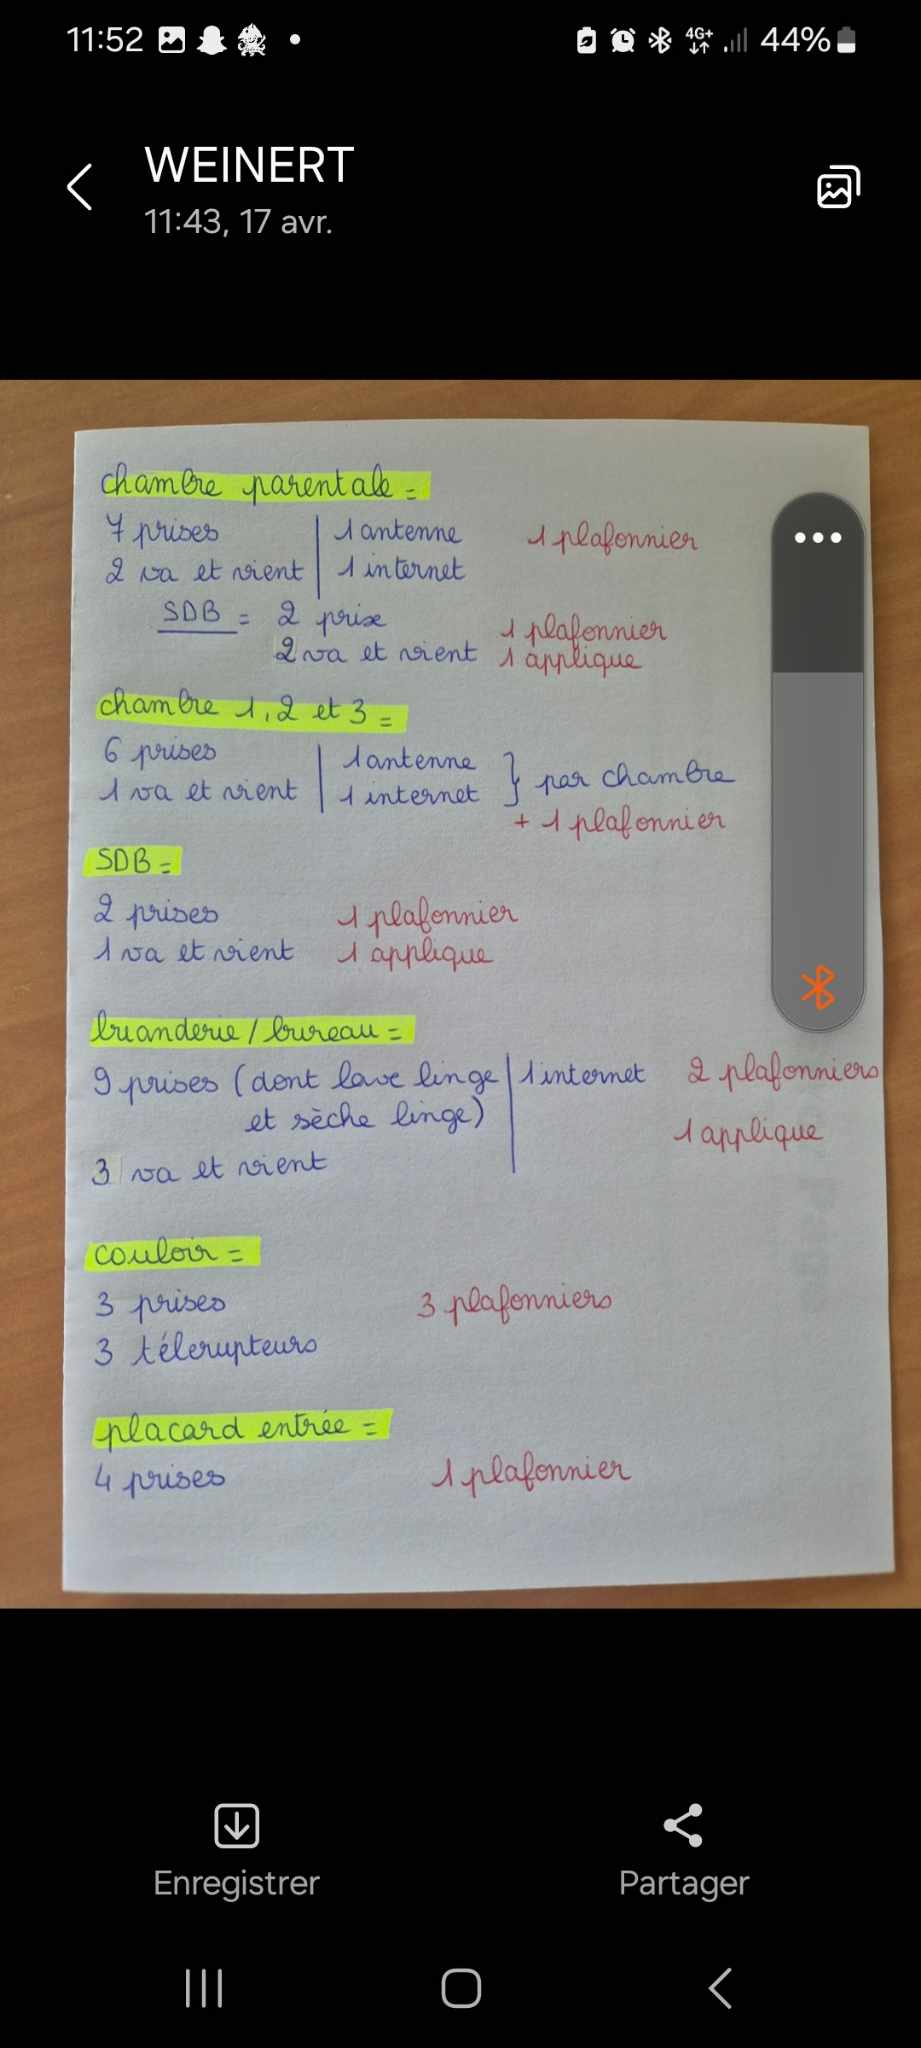 11:52
4G+
44%
WEINERT
11:43, 17 avr.
chambre parentale =
7 prises | 1 antenne 1 plafonnier
2 va et vient | 1 internet
SDB = 2 prise 1 plafonnier
2 va et vient 1 applique
chambre 1, 2 et 3 =
6 prises | 1 antenne
1 va et vient | 1 internet } par chambre
+ 1 plafonnier
SDB =
2 prises 1 plafonnier
1 va et vient 1 applique
buanderie / bureau =
9 prises (dont lave linge | 1 internet 2 plafonniers
et sèche linge) 1 applique
3 va et vient
couloir =
3 prises 3 plafonniers
3 télerupteurs
placard entrée =
4 prises 1 plafonnier
Enregistrer Partager